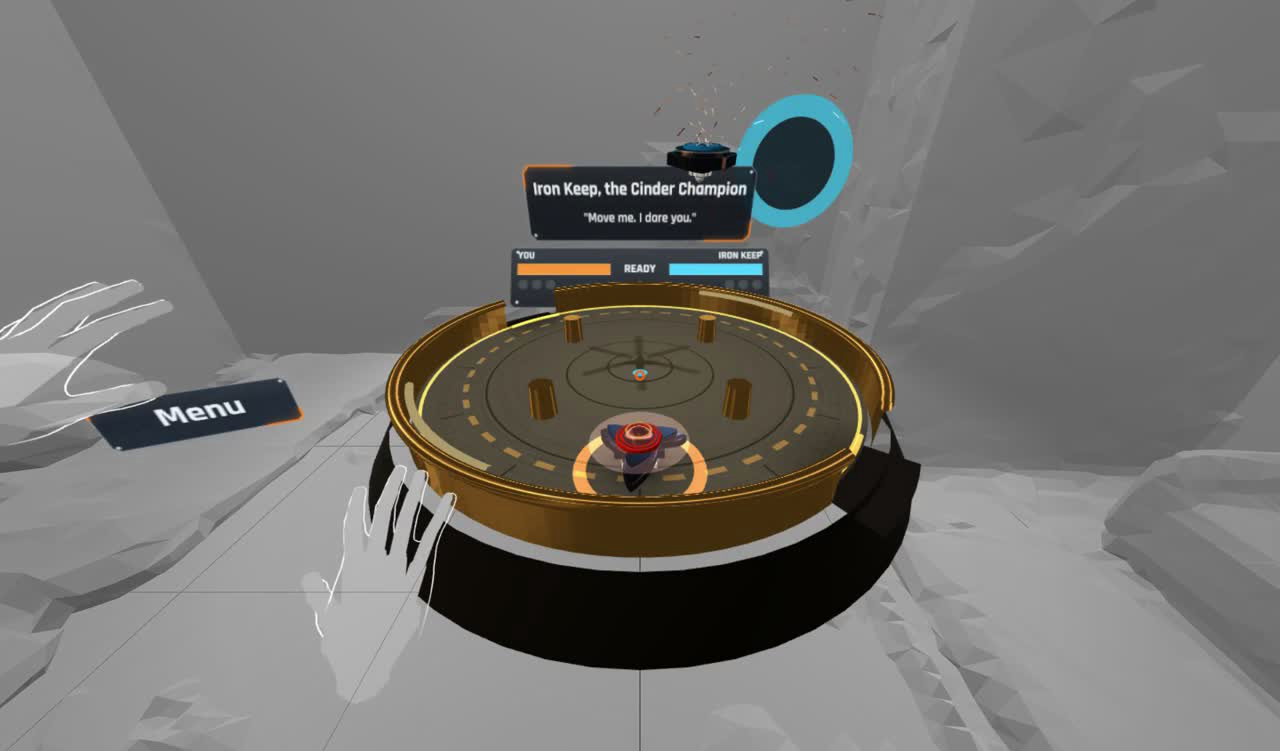 Iron Keep, the Cinder Champion
"Move me. I dare you."
YOU
READY
IRON KEEP
Menu